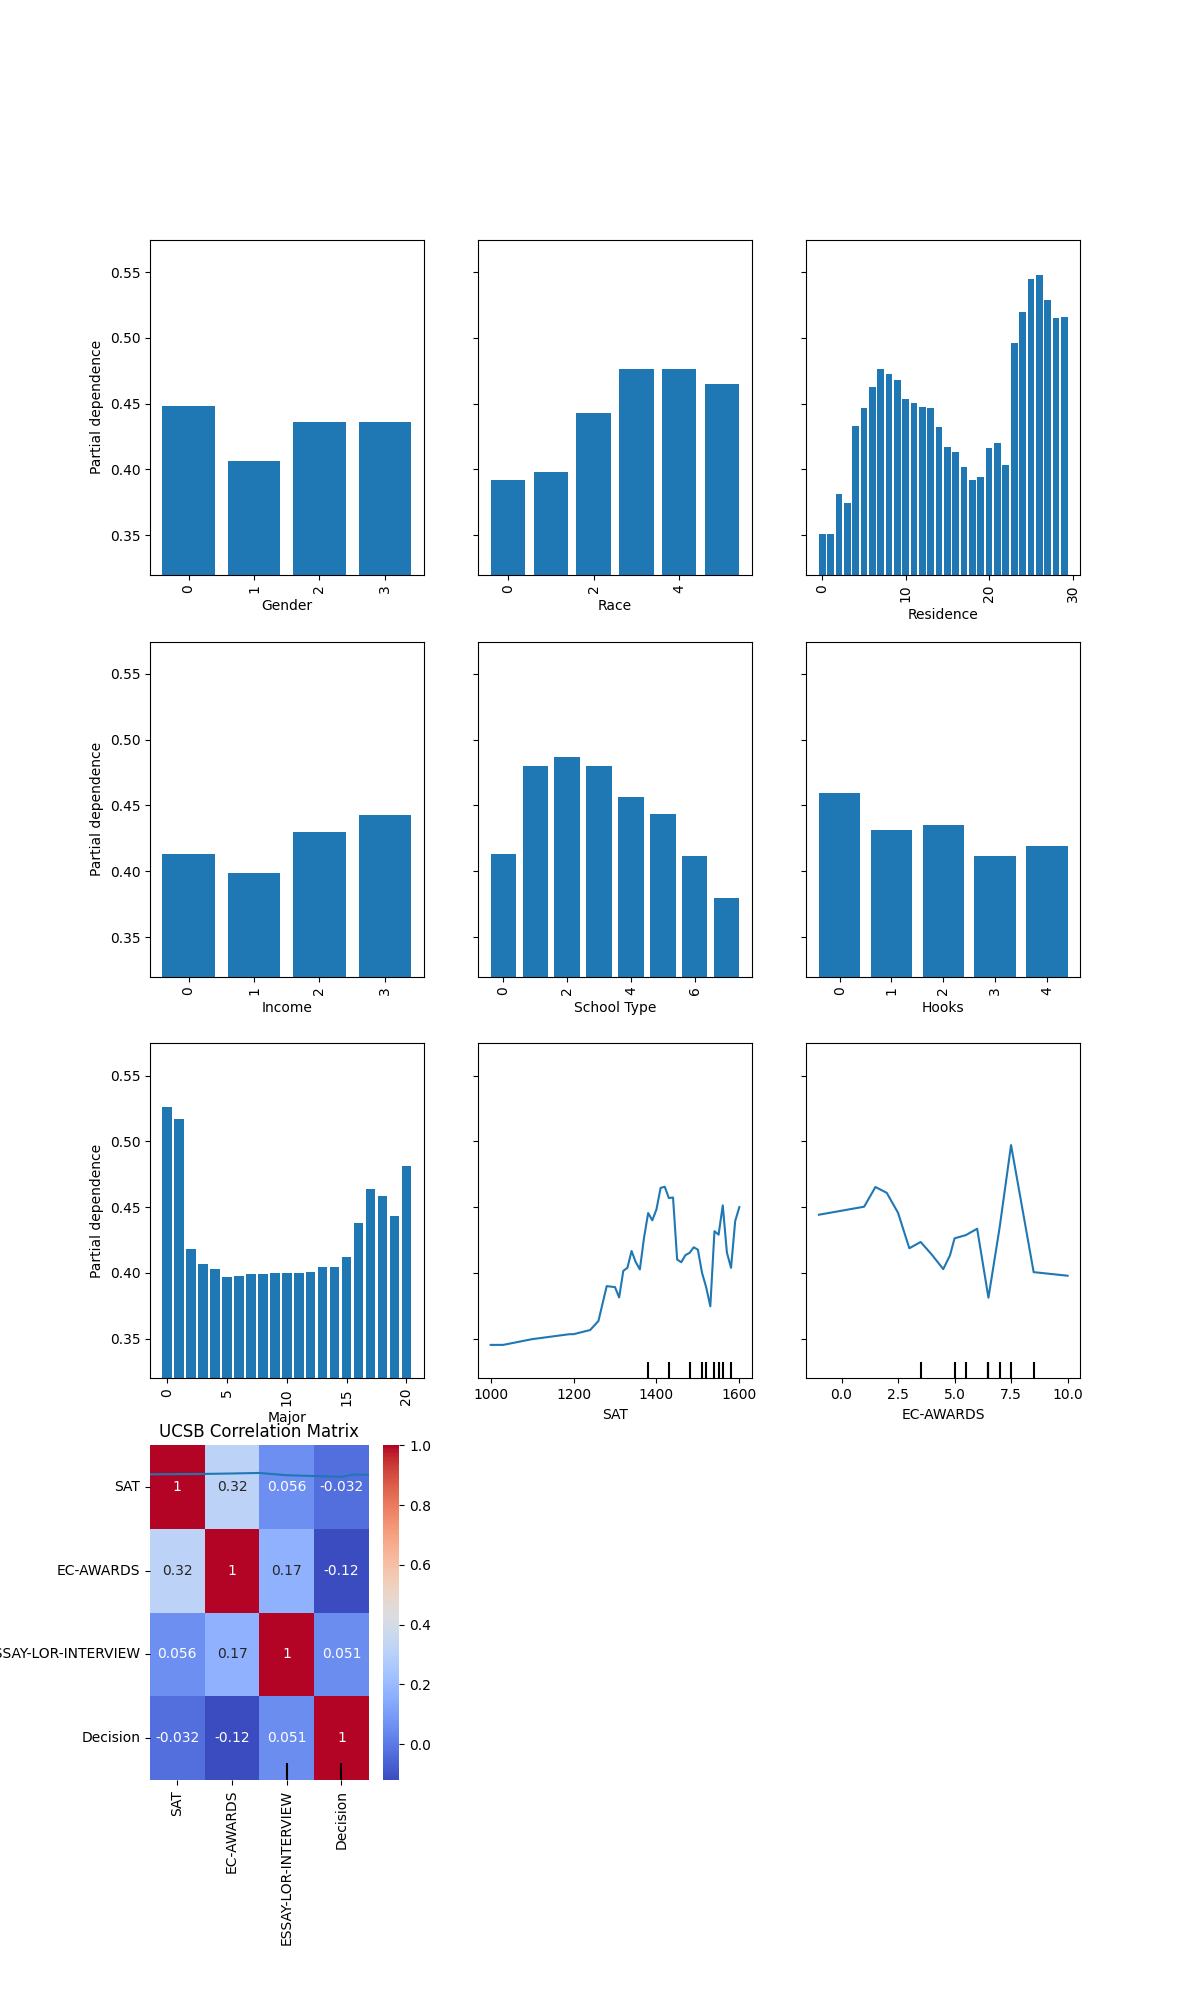 0.55
0.50
0.45
0.40
0.35
Partial dependence
0 1 2 3
Gender
0 2 4
Race
0 10 20 30
Residence
0.55
0.50
0.45
0.40
0.35
Partial dependence
0 1 2 3
Income
0 2 4 6
School Type
0 1 2 3 4
Hooks
0.55
0.50
0.45
0.40
0.35
Partial dependence
0 5 10 15 20
Major
1000 1200 1400 1600
SAT
0.0 2.5 5.0 7.5 10.0
EC-AWARDS
UCSB Correlation Matrix
SAT 1 0.32 0.056 -0.032
EC-AWARDS 0.32 1 0.17 -0.12
SSAY-LOR-INTERVIEW 0.056 0.17 1 0.051
Decision -0.032 -0.12 0.051 1
1.0
0.8
0.6
0.4
0.2
0.0
SAT
EC-AWARDS
ESSAY-LOR-INTERVIEW
Decision